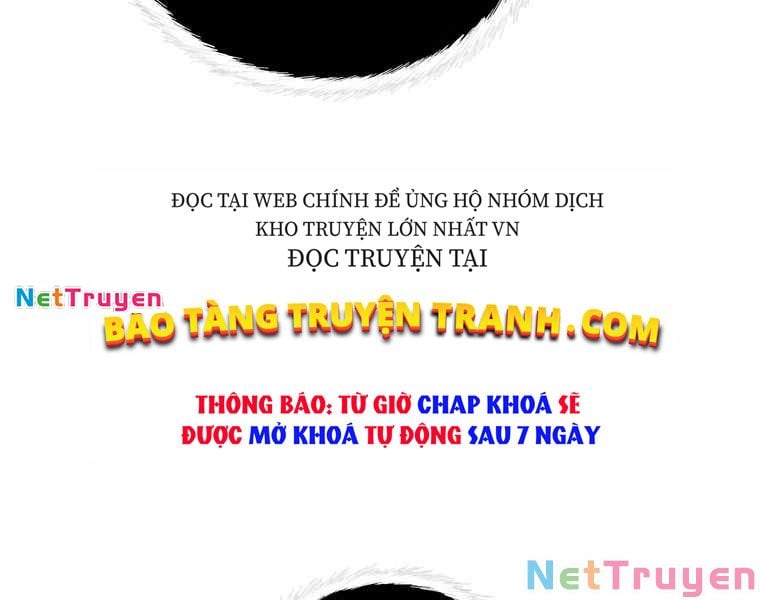 ĐỌC TẠI WEB CHÍNH ĐỂ ỦNG HỘ NHÓM DỊCH
KHO TRUYỆN LỚN NHẤT VN
ĐỌC TRUYỆN TẠI
NetTruyen
BẢO TÀNG TRUYỆN TRANH.COM
THÔNG BÁO: TỪ GIỜ CHAP KHOÁ SẼ
ĐƯỢC MỞ KHOÁ TỰ ĐỘNG SAU 7 NGÀY
NetTruyen